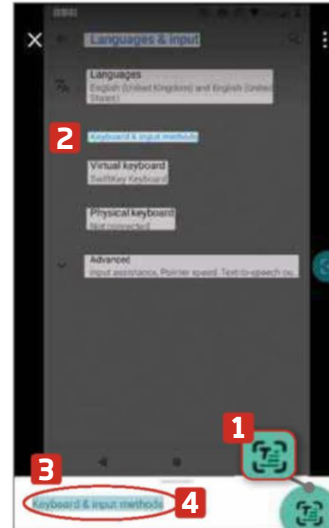 Languages & input
Languages
English (United Kingdom) and English (United
States)
2
Keyboard & input methods
Virtual keyboard
SwiftKey Keyboard
Physical keyboard
Not connected
Advanced
Input assistance, Pointer speed, Text-to-speech ou...
1
3
Keyboard & input methods
4